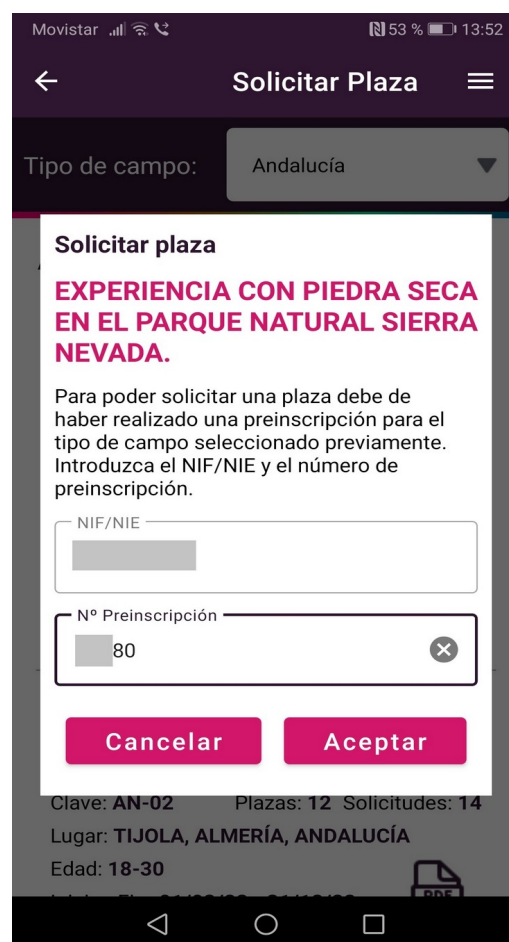 Movistar 53 % 13:52
Solicitar Plaza
Tipo de campo: Andalucía
Solicitar plaza
EXPERIENCIA CON PIEDRA SECA
EN EL PARQUE NATURAL SIERRA
NEVADA.
Para poder solicitar una plaza debe de
haber realizado una preinscripción para el
tipo de campo seleccionado previamente.
Introduzca el NIF/NIE y el número de
preinscripción.
NIF/NIE
Nº Preinscripción
80
Cancelar Aceptar
Clave: AN-02 Plazas: 12 Solicitudes: 14
Lugar: TIJOLA, ALMERÍA, ANDALUCÍA
Edad: 18-30
PDF